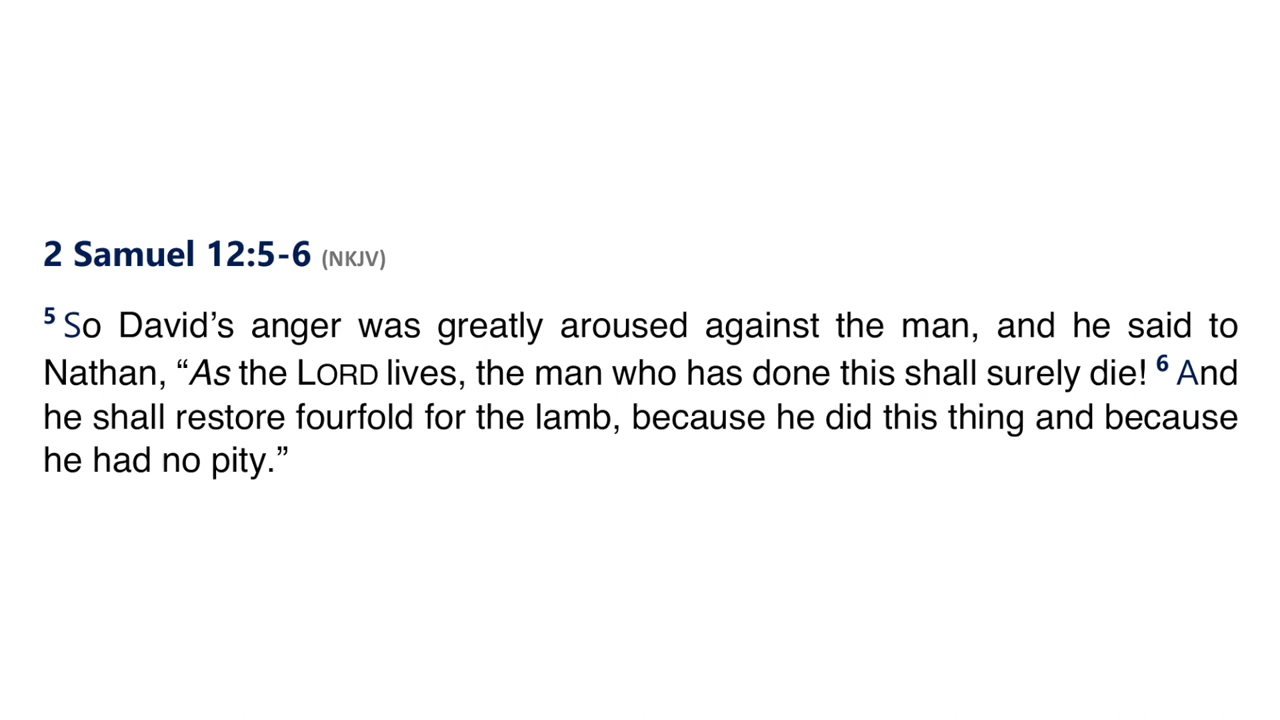 2 Samuel 12:5-6 (NKJV)
5 So David’s anger was greatly aroused against the man, and he said to
Nathan, “As the LORD lives, the man who has done this shall surely die! 6 And
he shall restore fourfold for the lamb, because he did this thing and because
he had no pity.”